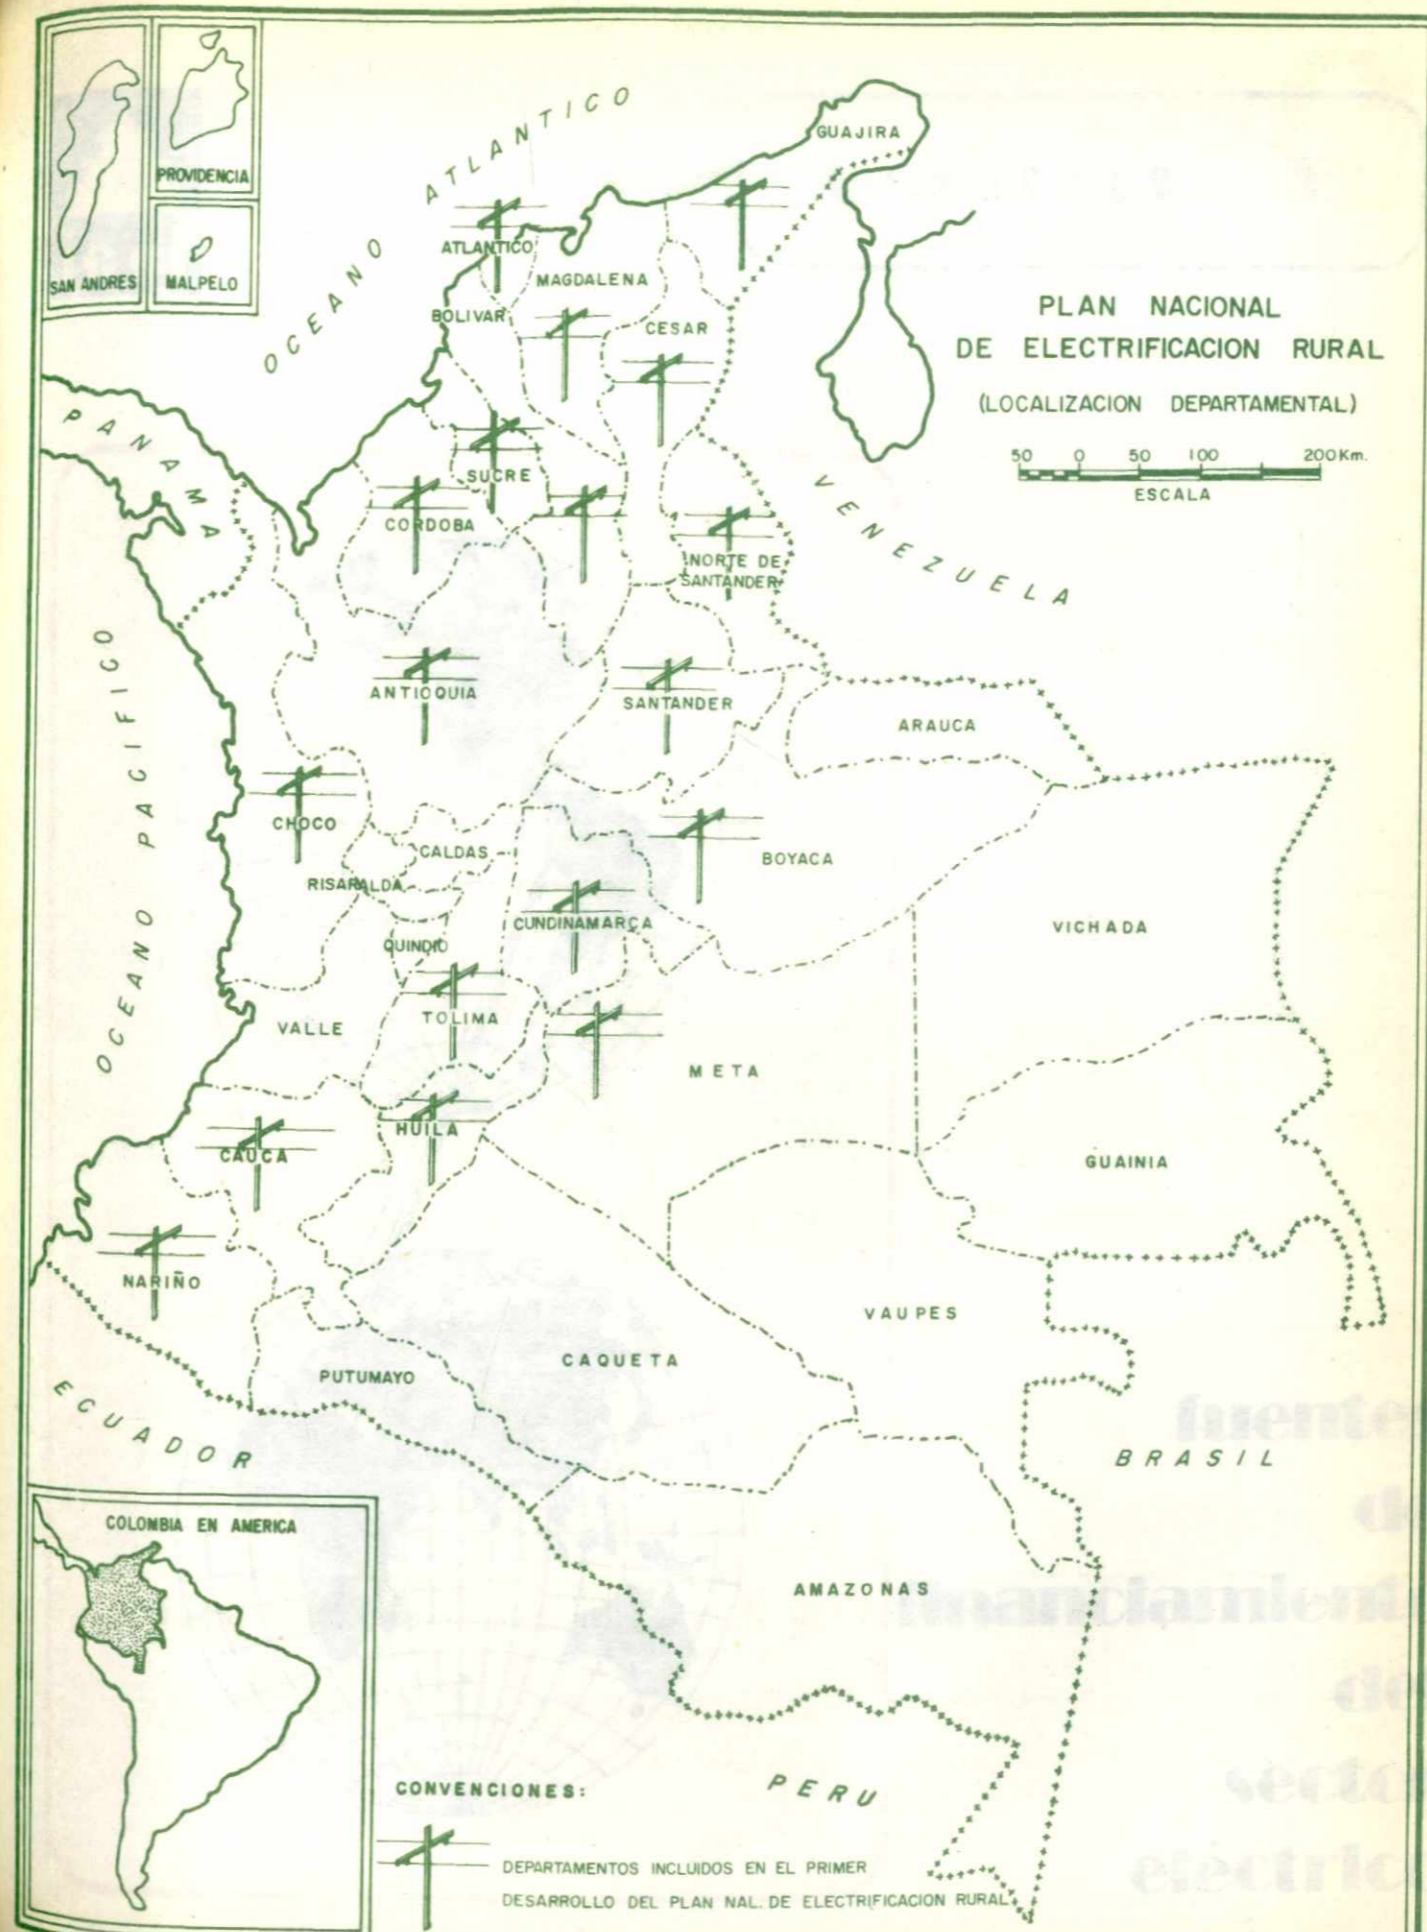 PROVIDENCIA
SAN ANDRES
MALPELO
OCEANO ATLANTICO
GUAJIRA
ATLANTICO
MAGDALENA
BOLIVAR
CESAR
PLAN NACIONAL
DE ELECTRIFICACION RURAL
(LOCALIZACION DEPARTAMENTAL)
50 0 50 100 200 Km.
ESCALA
PANAMA
SUCRE
CORDOBA
NORTE DE
SANTANDER
VENEZUELA
OCEANO PACIFICO
ANTIOQUIA
SANTANDER
ARAUCA
CHOCO
CALDAS
BOYACA
RISARALDA
CUNDINAMARCA
VICHADA
QUINDIO
VALLE
TOLIMA
META
HUILA
CAUCA
GUAINIA
NARIÑO
VAUPES
CAQUETA
PUTUMAYO
ECUADOR
BRASIL
COLOMBIA EN AMERICA
AMAZONAS
PERU
CONVENCIONES:
DEPARTAMENTOS INCLUIDOS EN EL PRIMER
DESARROLLO DEL PLAN NAL. DE ELECTRIFICACION RURAL